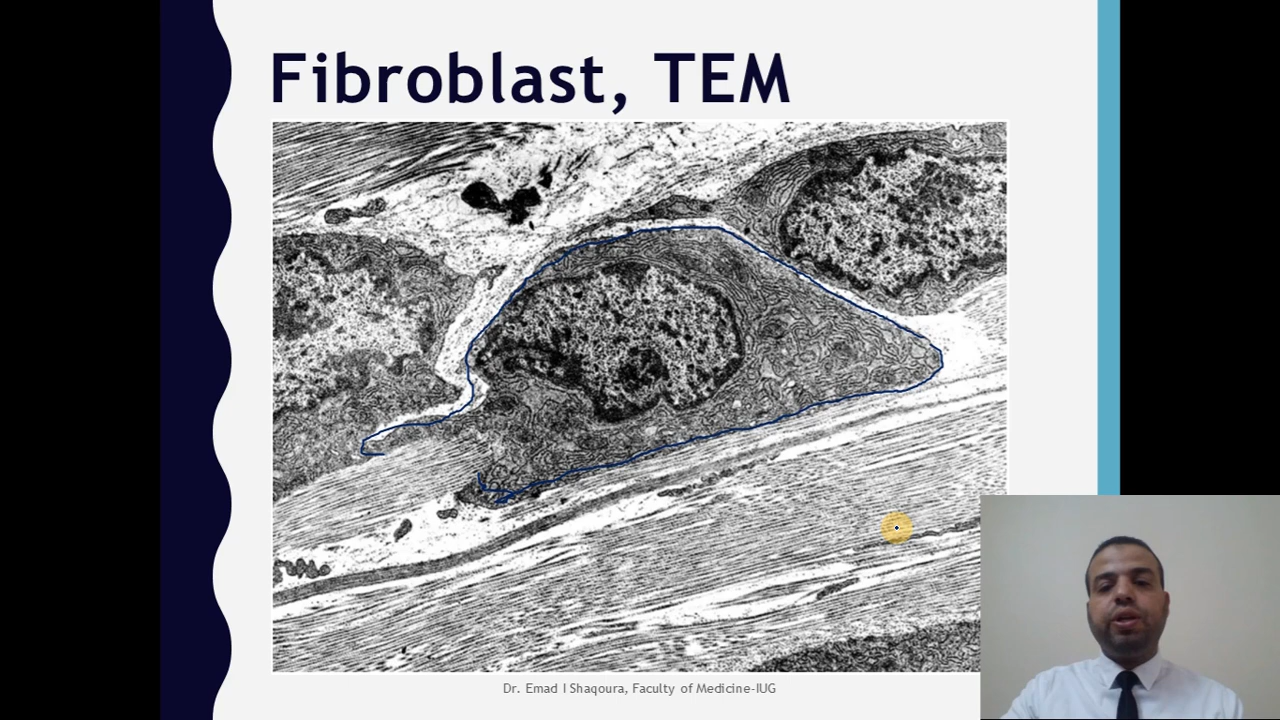 Fibroblast, TEM
Dr. Emad I Shaqoura, Faculty of Medicine-IUG